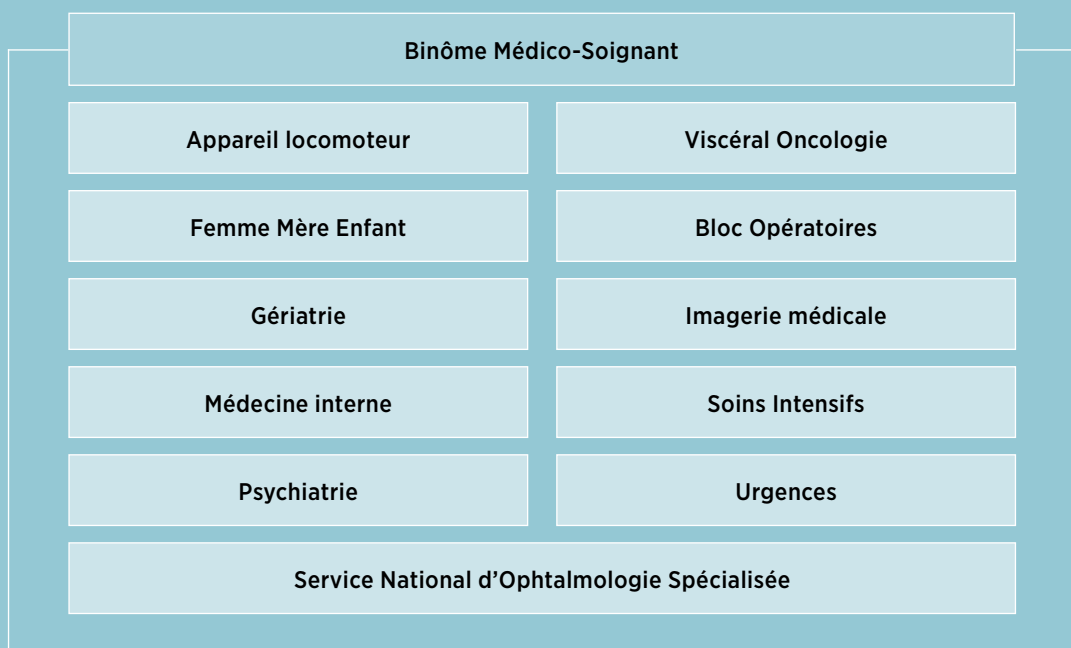 Binôme Médico-Soignant
Appareil locomoteur
Viscéral Oncologie
Femme Mère Enfant
Bloc Opératoires
Gériatrie
Imagerie médicale
Médecine interne
Soins Intensifs
Psychiatrie
Urgences
Service National d’Ophtalmologie Spécialisée